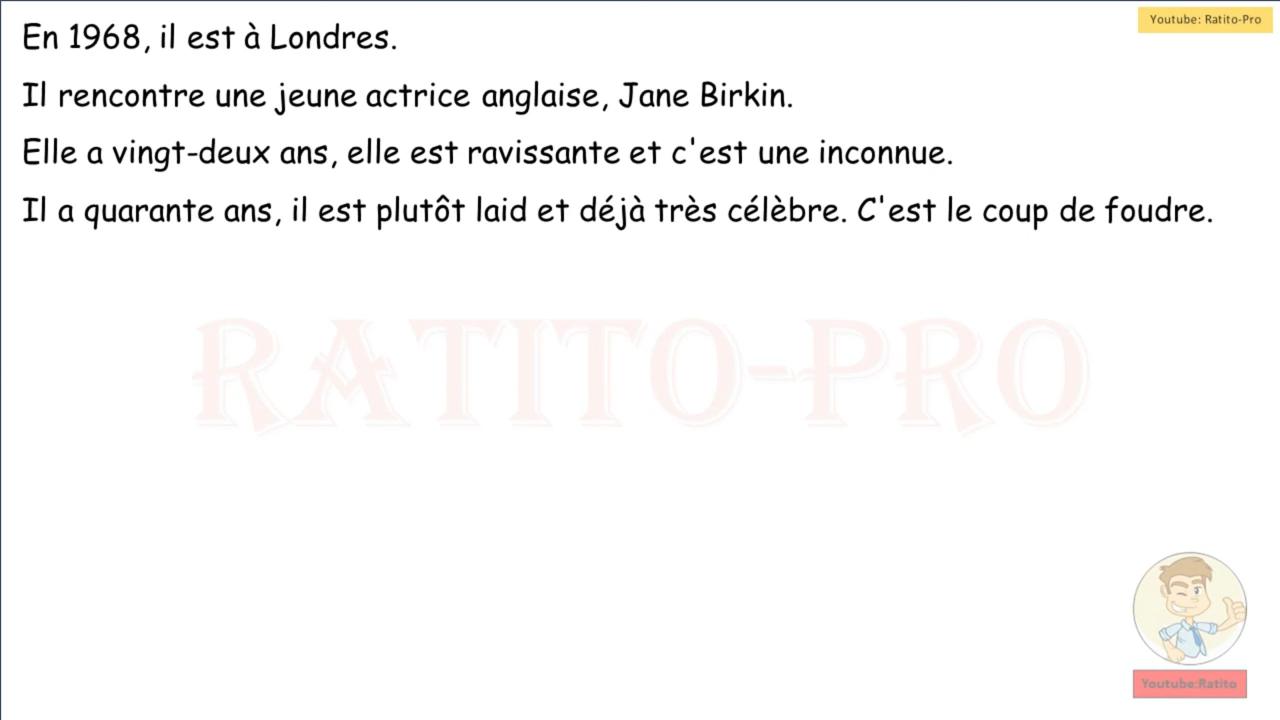 Youtube: Ratito-Pro
En 1968, il est à Londres.
Il rencontre une jeune actrice anglaise, Jane Birkin.
Elle a vingt-deux ans, elle est ravissante et c'est une inconnue.
Il a quarante ans, il est plutôt laid et déjà très célèbre. C'est le coup de foudre.
RATITO-PRO
Youtube:Ratito